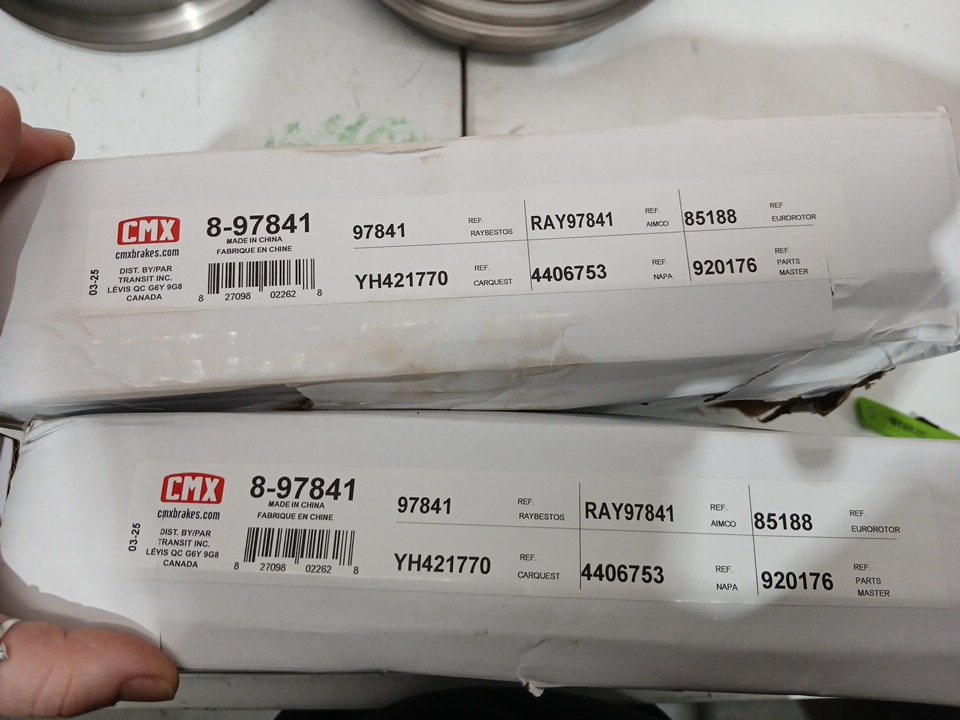 CMX
cmxbrakes.com
03-25
DIST. BY/PAR
TRANSIT INC.
LÉVIS QC G6Y 9G8
CANADA
8-97841
MADE IN CHINA
FABRIQUE EN CHINE
8 27098 02262 8
97841 REF. RAYBESTOS
RAY97841 REF. AIMCO
85188 REF. EUROROTOR
YH421770 REF. CARQUEST
4406753 REF. NAPA
920176 REF. PARTS MASTER
CMX
cmxbrakes.com
03-25
DIST. BY/PAR
TRANSIT INC.
LÉVIS QC G6Y 9G8
CANADA
8-97841
MADE IN CHINA
FABRIQUE EN CHINE
8 27098 02262 8
97841 REF. RAYBESTOS
RAY97841 REF. AIMCO
85188 REF. EUROROTOR
YH421770 REF. CARQUEST
4406753 REF. NAPA
920176 REF. PARTS MASTER